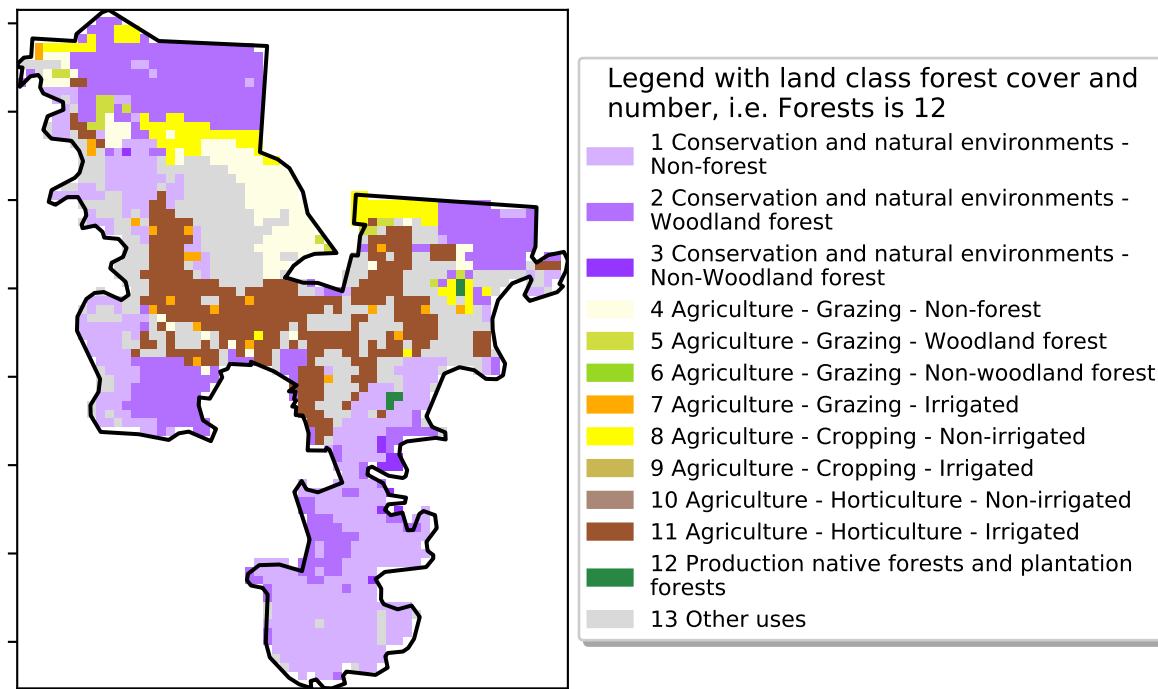 Legend with land class forest cover and
number, i.e. Forests is 12
1 Conservation and natural environments -
Non-forest
2 Conservation and natural environments -
Woodland forest
3 Conservation and natural environments -
Non-Woodland forest
4 Agriculture - Grazing - Non-forest
5 Agriculture - Grazing - Woodland forest
6 Agriculture - Grazing - Non-woodland forest
7 Agriculture - Grazing - Irrigated
8 Agriculture - Cropping - Non-irrigated
9 Agriculture - Cropping - Irrigated
10 Agriculture - Horticulture - Non-irrigated
11 Agriculture - Horticulture - Irrigated
12 Production native forests and plantation
forests
13 Other uses